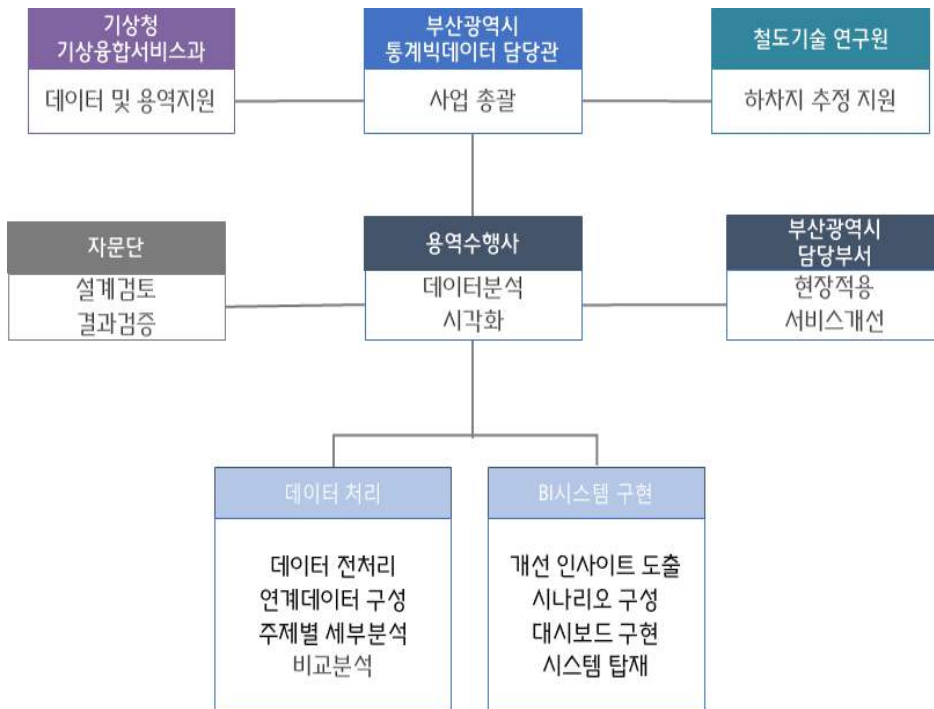 기상청
기상융합서비스과
데이터 및 용역지원
부산광역시
통계빅데이터 담당관
사업 총괄
철도기술 연구원
하차지 추정 지원
자문단
설계검토
결과검증
용역수행사
데이터분석
시각화
부산광역시
담당부서
현장적용
서비스개선
데이터 처리
데이터 전처리
연계데이터 구성
주제별 세부분석
비교분석
BI시스템 구현
개선 인사이트 도출
시나리오 구성
대시보드 구현
시스템 탑재